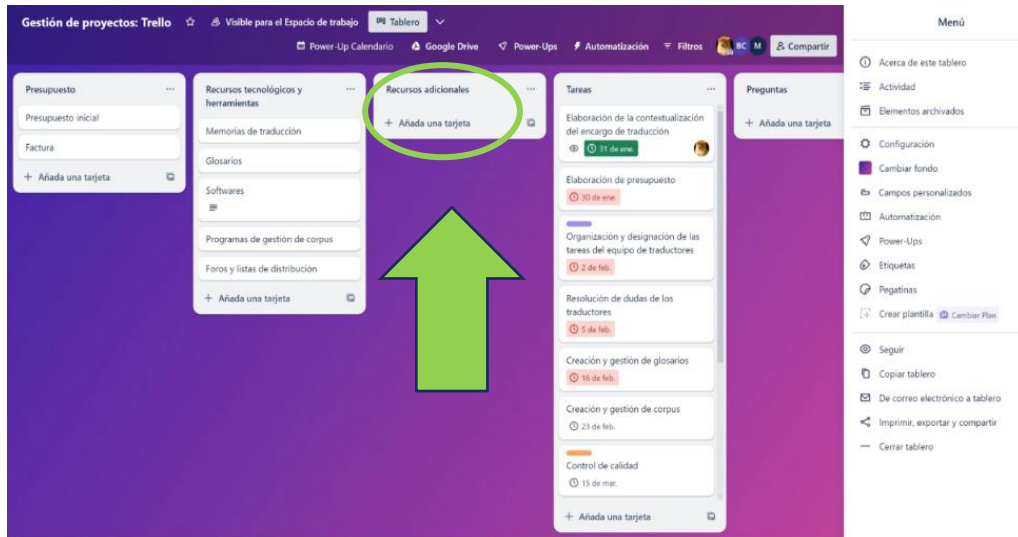 Gestión de proyectos: Trello
Visible para el Espacio de trabajo
Tablero
Power-Up Calendario
Google Drive
Power-Ups
Automatización
Filtros
BC
M
Compartir
Presupuesto
Presupuesto inicial
Factura
+ Añada una tarjeta
Recursos tecnológicos y
herramientas
Memorias de traducción
Glosarios
Softwares
Programas de gestión de corpus
Foros y listas de distribución
+ Añada una tarjeta
Recursos adicionales
+ Añada una tarjeta
Tareas
Elaboración de la contextualización
del encargo de traducción
31 de ene.
Elaboración de presupuesto
30 de ene.
Organización y designación de las
tareas del equipo de traductores
2 de feb.
Resolución de dudas de los
traductores
5 de feb.
Creación y gestión de glosarios
16 de feb.
Creación y gestión de corpus
23 de feb.
Control de calidad
15 de mar.
+ Añada una tarjeta
Preguntas
+ Añada una tarjeta
Menú
Acerca de este tablero
Actividad
Elementos archivados
Configuración
Cambiar fondo
Campos personalizados
Automatización
Power-Ups
Etiquetas
Pegatinas
Crear plantilla Cambiar Plan
Seguir
Copiar tablero
De correo electrónico a tablero
Imprimir, exportar y compartir
Cerrar tablero